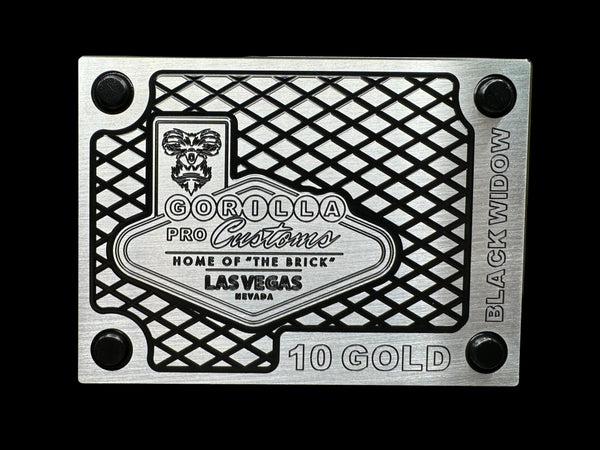 GORILLA
PRO Customs
HOME OF "THE BRICK"
LAS VEGAS
NEVADA
10 GOLD
BLACK WIDOW